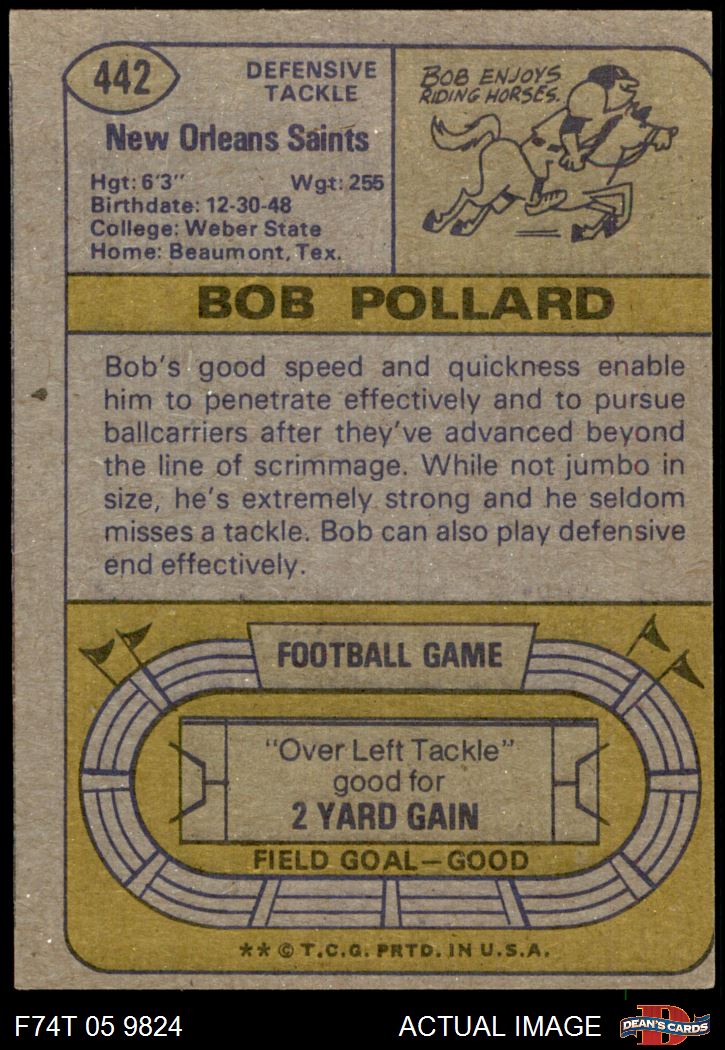 442
DEFENSIVE
TACKLE
New Orleans Saints
Hgt: 6'3" Wgt: 255
Birthdate: 12-30-48
College: Weber State
Home: Beaumont, Tex.
BOB ENJOYS
RIDING HORSES.
BOB POLLARD
Bob's good speed and quickness enable
him to penetrate effectively and to pursue
ballcarriers after they've advanced beyond
the line of scrimmage. While not jumbo in
size, he's extremely strong and he seldom
misses a tackle. Bob can also play defensive
end effectively.
FOOTBALL GAME
"Over Left Tackle"
good for
2 YARD GAIN
FIELD GOAL—GOOD
** © T.C.G. PRTD. IN U.S.A.
F74T 05 9824
ACTUAL IMAGE
D
DEAN'S CARDS